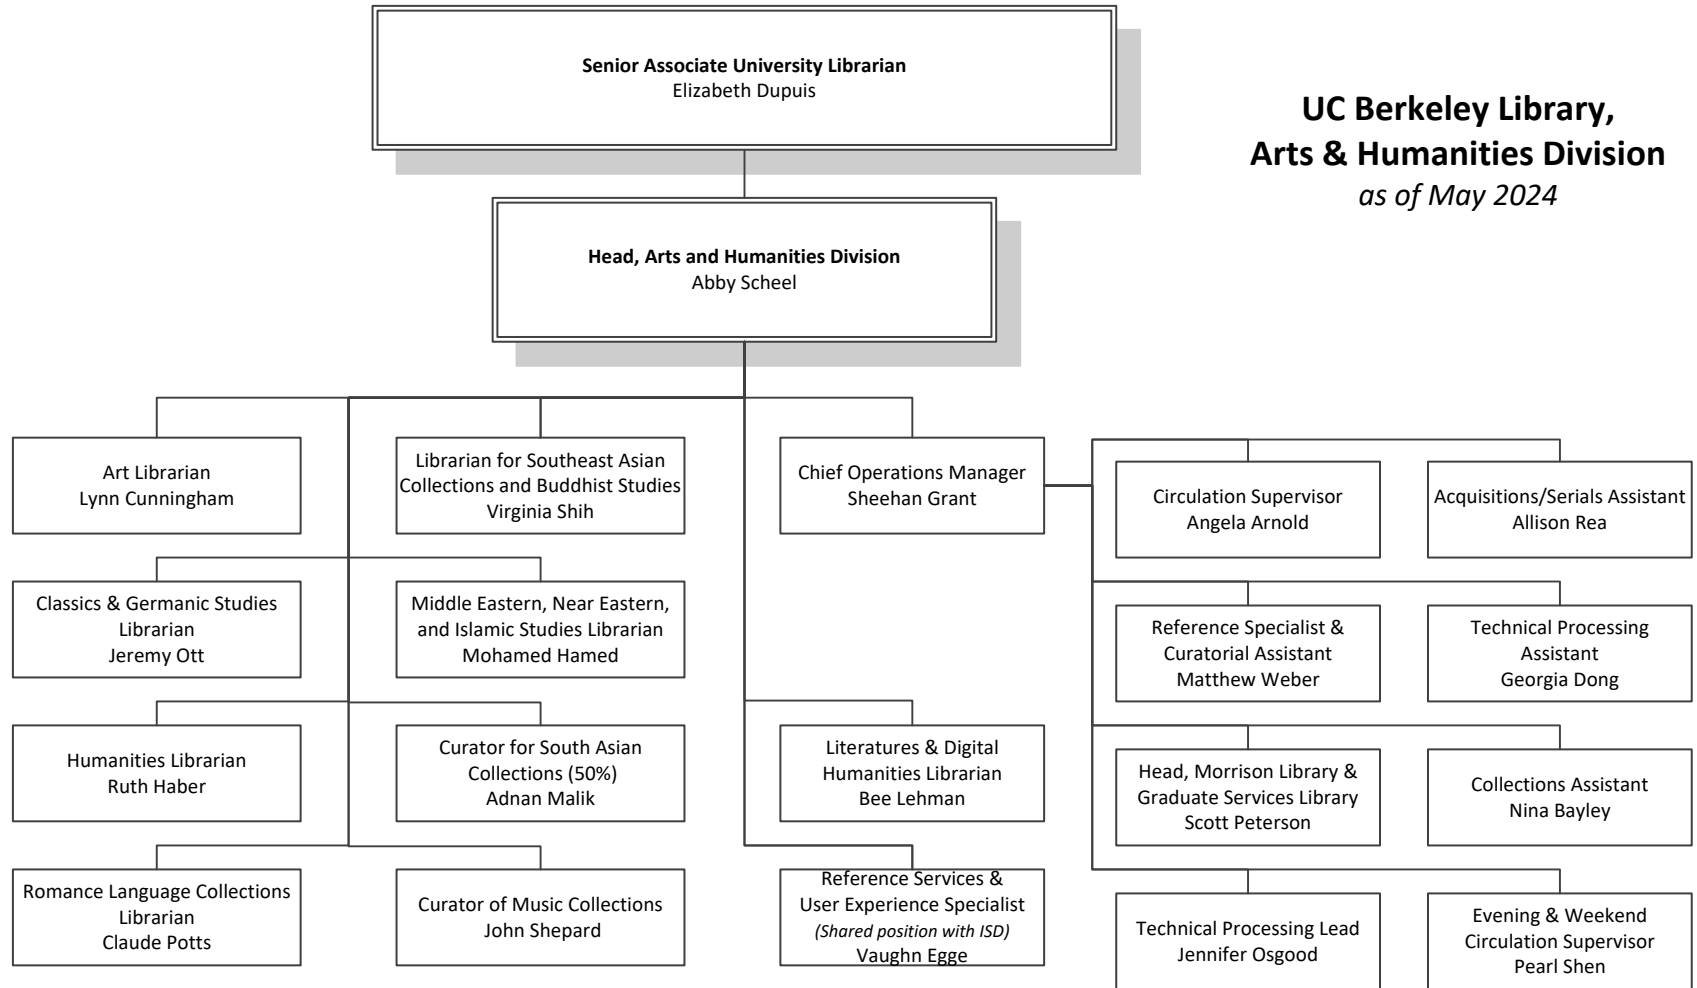 Senior Associate University Librarian
Elizabeth Dupuis
UC Berkeley Library,
Arts & Humanities Division
as of May 2024
Head, Arts and Humanities Division
Abby Scheel
Art Librarian
Lynn Cunningham
Librarian for Southeast Asian
Collections and Buddhist Studies
Virginia Shih
Chief Operations Manager
Sheehan Grant
Circulation Supervisor
Angela Arnold
Acquisitions/Serials Assistant
Allison Rea
Classics & Germanic Studies
Librarian
Jeremy Ott
Middle Eastern, Near Eastern,
and Islamic Studies Librarian
Mohamed Hamed
Reference Specialist &
Curatorial Assistant
Matthew Weber
Technical Processing
Assistant
Georgia Dong
Humanities Librarian
Ruth Haber
Curator for South Asian
Collections (50%)
Adnan Malik
Literatures & Digital
Humanities Librarian
Bee Lehman
Head, Morrison Library &
Graduate Services Library
Scott Peterson
Collections Assistant
Nina Bayley
Romance Language Collections
Librarian
Claude Potts
Curator of Music Collections
John Shepard
Reference Services &
User Experience Specialist
(Shared position with ISD)
Vaughn Egge
Technical Processing Lead
Jennifer Osgood
Evening & Weekend
Circulation Supervisor
Pearl Shen